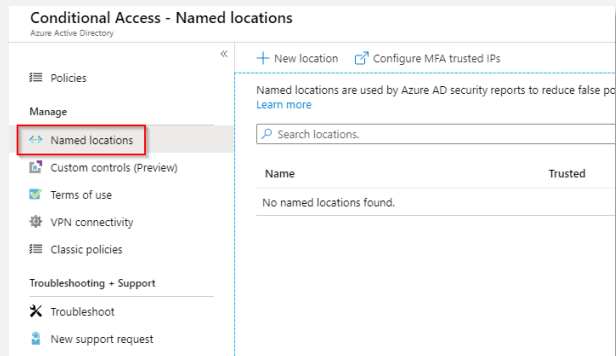 Conditional Access - Named locations
Azure Active Directory
«
Policies
Manage
Named locations
Custom controls (Preview)
Terms of use
VPN connectivity
Classic policies
Troubleshooting + Support
Troubleshoot
New support request
+ New location Configure MFA trusted IPs
Named locations are used by Azure AD security reports to reduce false
Learn more
Search locations.
Name Trusted
No named locations found.